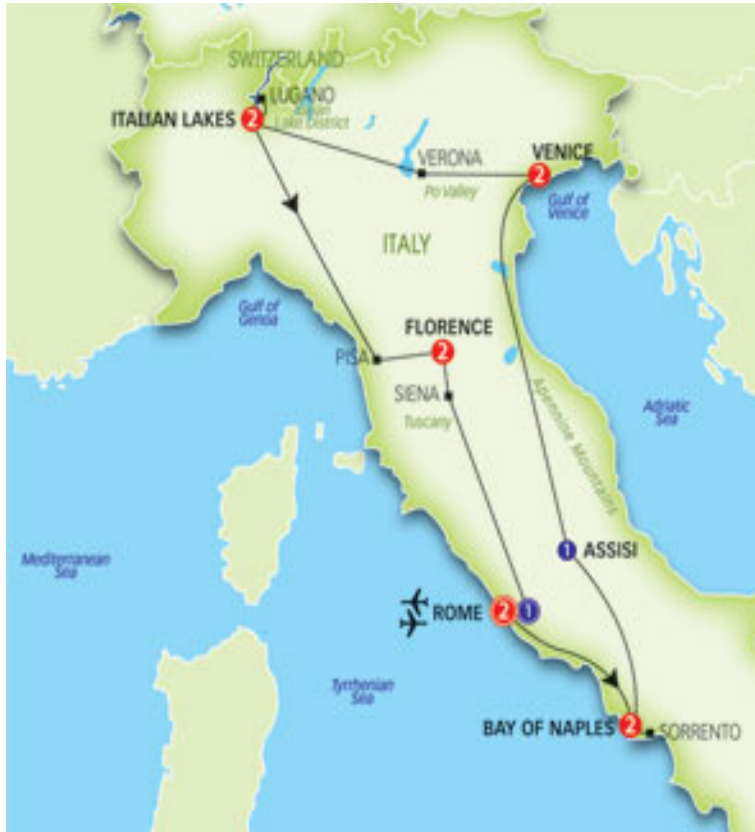 SWITZERLAND
LUGANO
ITALIAN LAKES 2
Lake District
VERONA
VENICE
2
Po Valley
Gulf of
Venice
ITALY
Gulf of
Genoa
FLORENCE
2
PISA
SIENA
Tuscany
Apennine Mountains
Adriatic
Sea
Mediterranean
Sea
1 ASSISI
ROME 2 1
Tyrrhenian
Sea
BAY OF NAPLES 2
SORRENTO